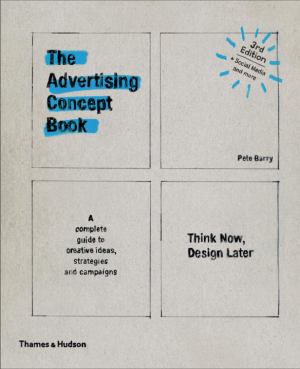 The
Advertising
Concept
Book
3rd
Edition
+ Social Media
and more
Pete Barry
A
complete
guide to
creative ideas,
strategies
and campaigns
Think Now,
Design Later
Thames & Hudson